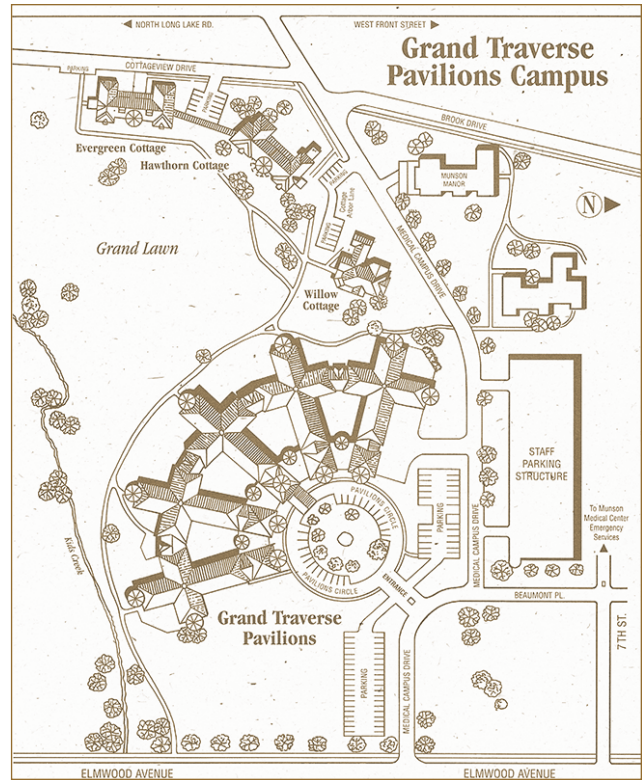 NORTH LONG LAKE RD.
WEST FRONT STREET
Grand Traverse
Pavilions Campus
COTTAGEVIEW DRIVE
PARKING
PARKING
BROOK DRIVE
Evergreen Cottage
Hawthorn Cottage
PARKING
MUNSON
MANOR
N
Cottage
Arbor Lane
PARKING
MEDICAL CAMPUS DRIVE
Grand Lawn
Willow
Cottage
STAFF
PARKING
STRUCTURE
PARKING
PAVILIONS CIRCLE
To Munson
Medical Center
Emergency
Services
MEDICAL CAMPUS DRIVE
Kids Creek
PAVILIONS CIRCLE
ENTRANCE
BEAUMONT PL.
Grand Traverse
Pavilions
7TH ST.
PARKING
MEDICAL CAMPUS DRIVE
ELMWOOD AVENUE
ELMWOOD AVENUE